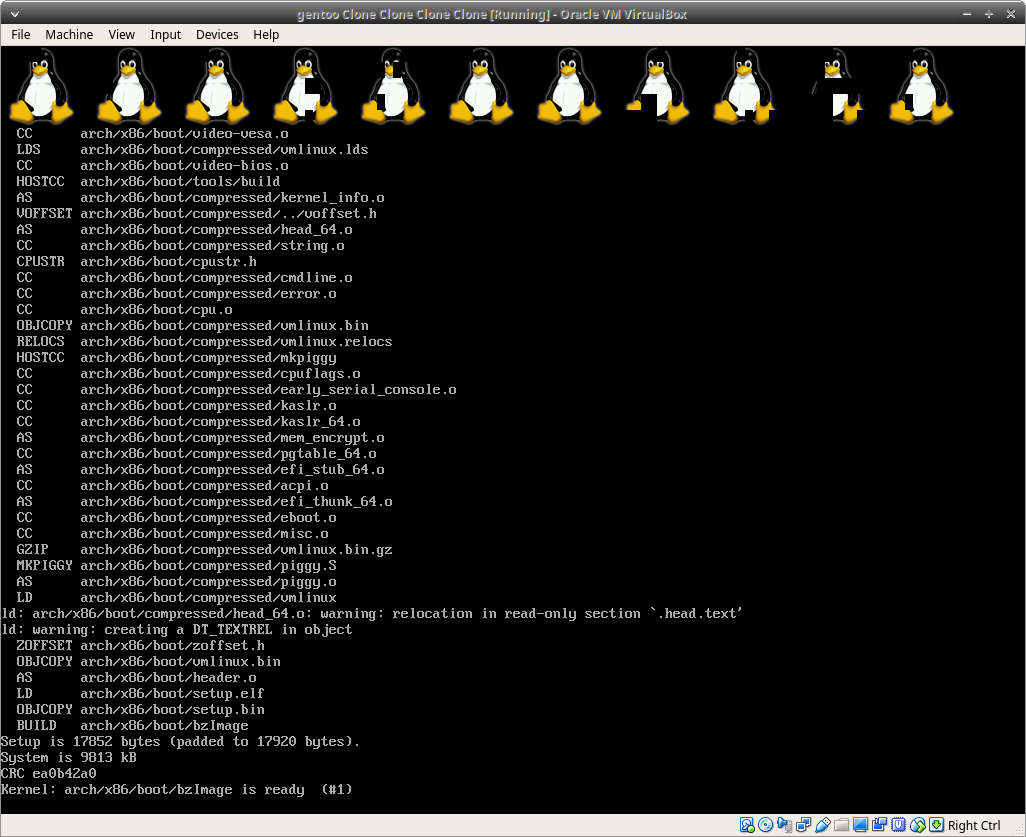 gentoo Clone Clone Clone Clone [Running] - Oracle VM VirtualBox
File Machine View Input Devices Help
CC arch/x86/boot/video-vesa.o
LDS arch/x86/boot/compressed/vmlinux.lds
CC arch/x86/boot/video-bios.o
HOSTCC arch/x86/boot/tools/build
AS arch/x86/boot/compressed/kernel_info.o
VOFFSET arch/x86/boot/compressed/../voffset.h
AS arch/x86/boot/compressed/head_64.o
CC arch/x86/boot/compressed/string.o
CPUSTR arch/x86/boot/cpustr.h
CC arch/x86/boot/compressed/cmdline.o
CC arch/x86/boot/compressed/error.o
CC arch/x86/boot/cpu.o
OBJCOPY arch/x86/boot/compressed/vmlinux.bin
RELOCS arch/x86/boot/compressed/vmlinux.relocs
HOSTCC arch/x86/boot/compressed/mkpiggy
CC arch/x86/boot/compressed/cpuflags.o
CC arch/x86/boot/compressed/early_serial_console.o
CC arch/x86/boot/compressed/kaslr.o
CC arch/x86/boot/compressed/kaslr_64.o
AS arch/x86/boot/compressed/mem_encrypt.o
CC arch/x86/boot/compressed/pgtable_64.o
AS arch/x86/boot/compressed/efi_stub_64.o
CC arch/x86/boot/compressed/acpi.o
AS arch/x86/boot/compressed/efi_thunk_64.o
CC arch/x86/boot/compressed/eboot.o
CC arch/x86/boot/compressed/misc.o
GZIP arch/x86/boot/compressed/vmlinux.bin.gz
MKPIGGY arch/x86/boot/compressed/piggy.S
AS arch/x86/boot/compressed/piggy.o
LD arch/x86/boot/compressed/vmlinux
ld: arch/x86/boot/compressed/head_64.o: warning: relocation in read-only section `.head.text'
ld: warning: creating a DT_TEXTREL in object
ZOFFSET arch/x86/boot/zoffset.h
OBJCOPY arch/x86/boot/vmlinux.bin
AS arch/x86/boot/header.o
LD arch/x86/boot/setup.elf
OBJCOPY arch/x86/boot/setup.bin
BUILD arch/x86/boot/bzImage
Setup is 17852 bytes (padded to 17920 bytes).
System is 9813 kB
CRC ea0b42a0
Kernel: arch/x86/boot/bzImage is ready (#1)
Right Ctrl